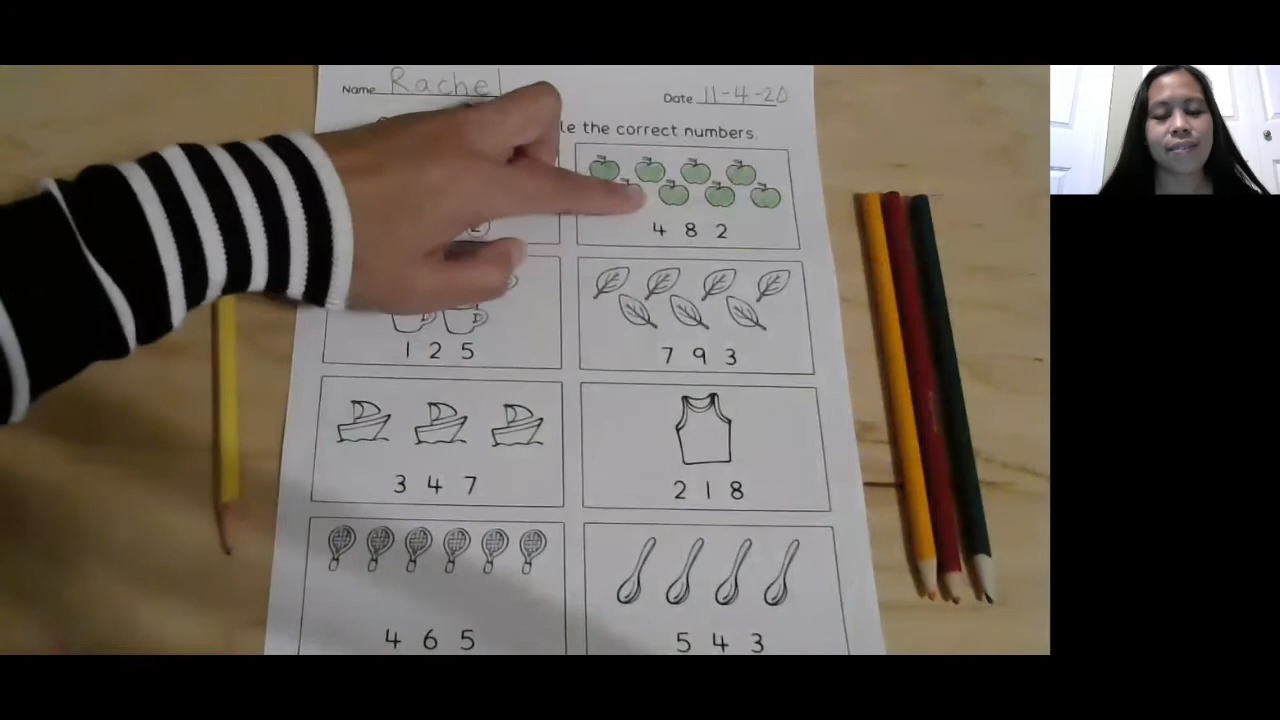 Name Rachel
Date 11-4-20
the correct numbers.
4 8 2
1 2 5
7 9 3
3 4 7
2 1 8
4 6 5
5 4 3